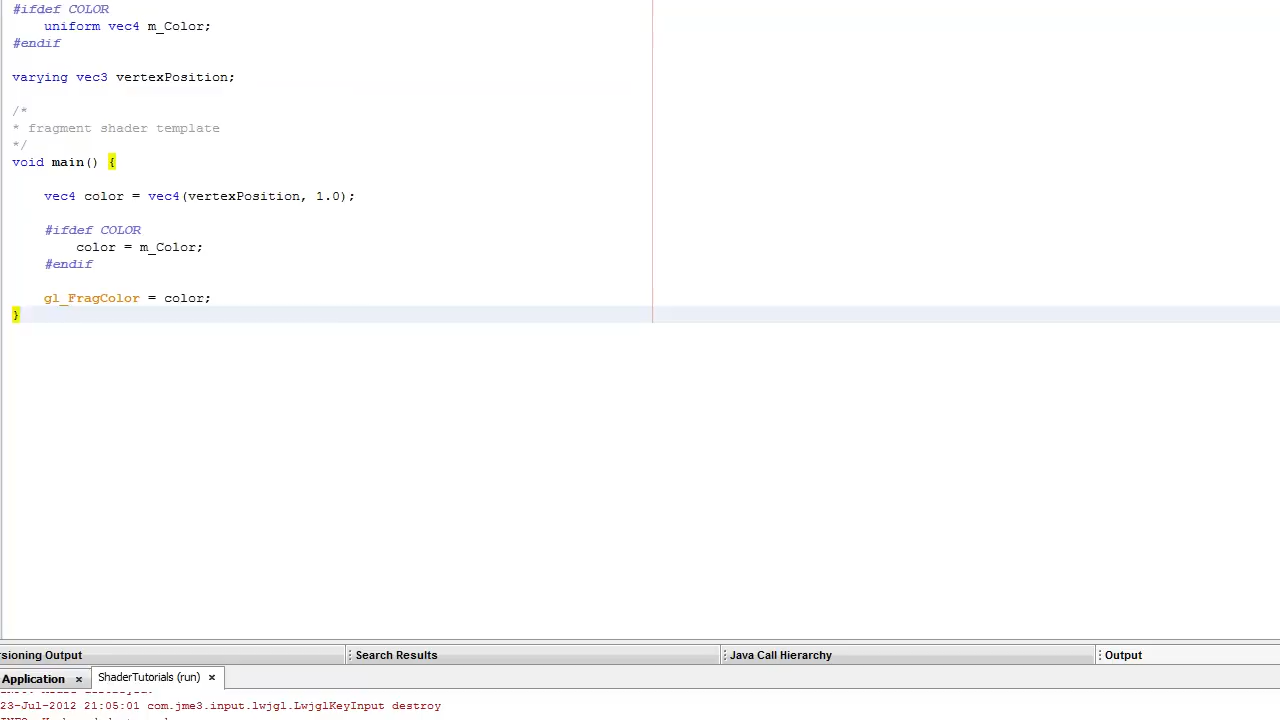 #ifdef COLOR
uniform vec4 m_Color;
#endif
varying vec3 vertexPosition;
/*
* fragment shader template
*/
void main() {
vec4 color = vec4(vertexPosition, 1.0);
#ifdef COLOR
color = m_Color;
#endif
gl_FragColor = color;
}
sioning Output Search Results Java Call Hierarchy Output
Application × ShaderTutorials (run) ×
23-Jul-2012 21:05:01 com.jme3.input.lwjgl.LwjglKeyInput destroy